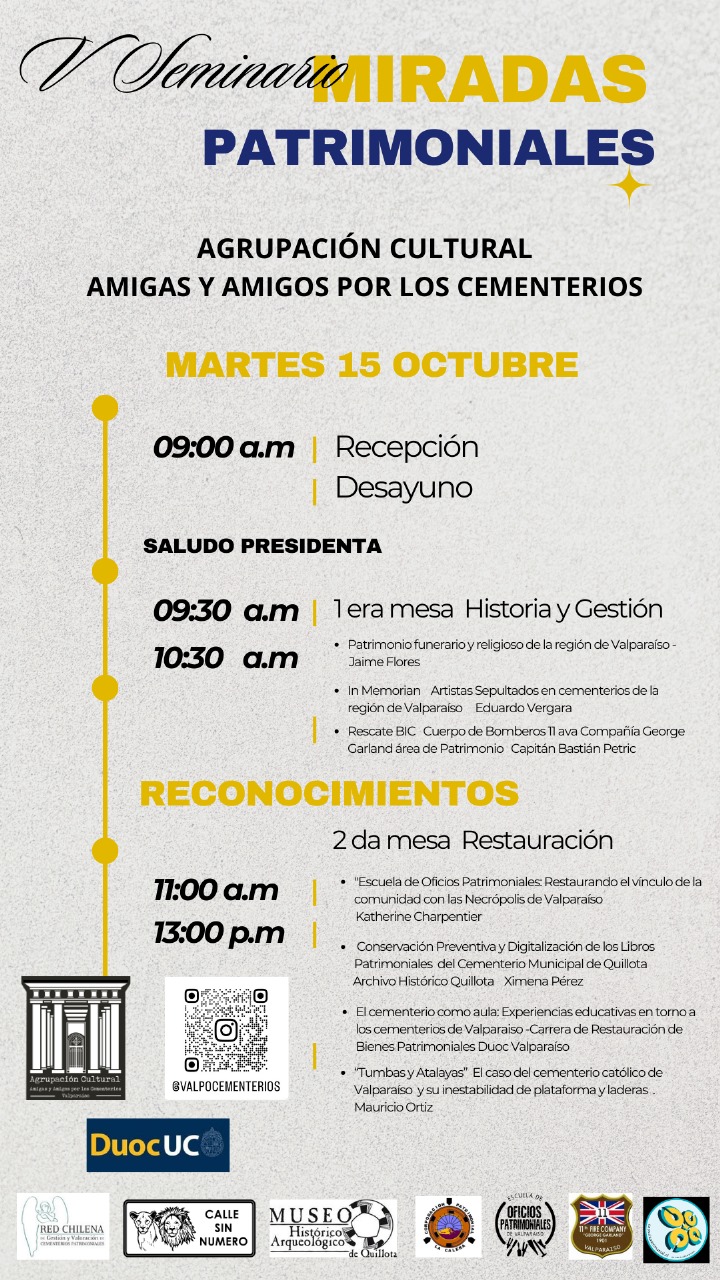 V Seminario MIRADAS
PATRIMONIALES
AGRUPACIÓN CULTURAL
AMIGAS Y AMIGOS POR LOS CEMENTERIOS
MARTES 15 OCTUBRE
09:00 a.m | Recepción
| Desayuno
SALUDO PRESIDENTA
09:30 a.m | 1 era mesa Historia y Gestión
10:30 a.m
• Patrimonio funerario y religioso de la región de Valparaíso -
Jaime Flores
• In Memorian Artistas Sepultados en cementerios de la
región de Valparaíso Eduardo Vergara
• Rescate BIC Cuerpo de Bomberos 11 ava Compañía George
Garland área de Patrimonio Capitán Bastián Petric
RECONOCIMIENTOS
2 da mesa Restauración
11:00 a.m
13:00 p.m
• "Escuela de Oficios Patrimoniales: Restaurando el vínculo de la
comunidad con las Necrópolis de Valparaíso
Katherine Charpentier
• Conservación Preventiva y Digitalización de los Libros
Patrimoniales del Cementerio Municipal de Quillota
Archivo Histórico Quillota Ximena Pérez
• El cementerio como aula: Experiencias educativas en torno a
los cementerios de Valparaiso -Carrera de Restauración de
Bienes Patrimoniales Duoc Valparaíso
• "Tumbas y Atalayas" El caso del cementerio católico de
Valparaíso y su inestabilidad de plataforma y laderas .
Mauricio Ortiz
Agrupación Cultural
Amigas y Amigos por los Cementerios
Valparaíso
@VALPOCEMENTERIOS
DuocUC
RED CHILENA
de Gestión y Valoración de
CEMENTERIOS PATRIMONIALES
CALLE
SIN
NUMERO
MUSEO
Histórico
Arqueológico
de Quillota
LA CALERA
ESCUELA DE
OFICIOS
PATRIMONIALES
DE VALPARAÍSO
11
11th FIRE COMPANY
"GEORGE GARLAND"
1901
VALPARAISO